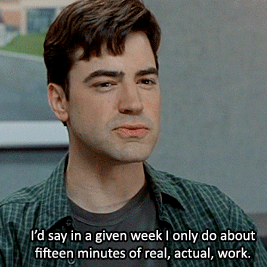 I'd say in a given week I only do about
fifteen minutes of real, actual, work.